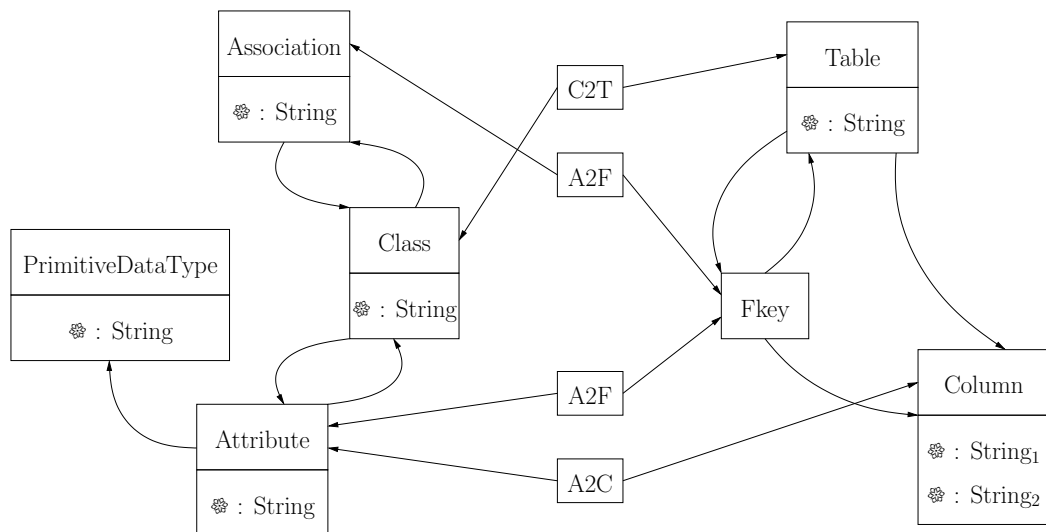 Association
❁ : String
Table
❁ : String
C2T
A2F
Class
❁ : String
PrimitiveDataType
❁ : String
Fkey
A2F
Column
❁ : String₁
❁ : String₂
Attribute
❁ : String
A2C